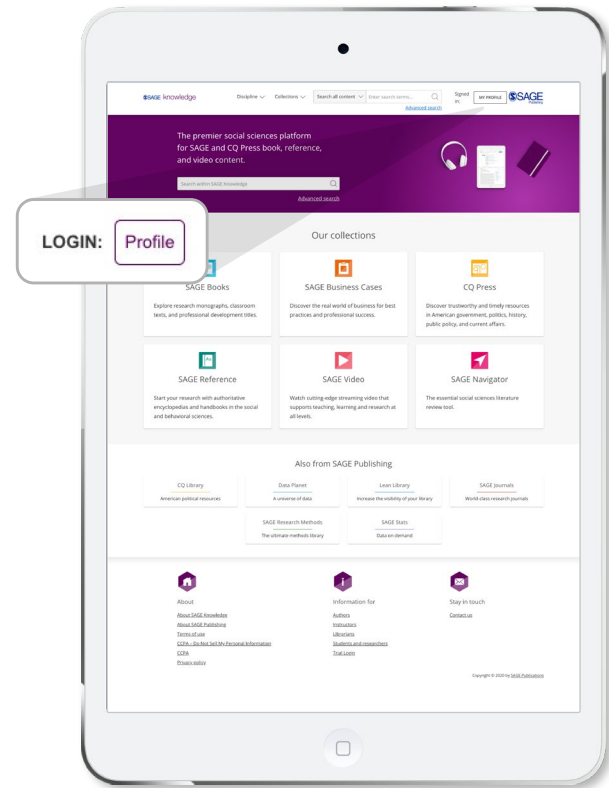 SAGE knowledge
Discipline
Collections
Search all content
Enter search terms...
Advanced search
Signed in:
MY PROFILE
SAGE Publishing
The premier social sciences platform
for SAGE and CQ Press book, reference,
and video content.
Search within SAGE knowledge
Advanced search
LOGIN: Profile
Our collections
SAGE Books
Explore research monographs, classroom
texts, and professional development titles.
SAGE Business Cases
Discover the real world of business for best
practices and professional success.
CQ Press
Discover trustworthy and timely resources
in American government, politics, history,
public policy, and current affairs.
SAGE Reference
Start your research with authoritative
encyclopedias and handbooks in the social
and behavioral sciences.
SAGE Video
Watch cutting-edge streaming video that
supports teaching, learning and research at
all levels.
SAGE Navigator
The essential social sciences literature
review tool.
Also from SAGE Publishing
CQ Library
American political resources
Data Planet
A universe of data
Lean Library
Increase the visibility of your library
SAGE Journals
World-class research journals
SAGE Research Methods
The ultimate methods library
SAGE Stats
Data on demand
About
About SAGE Knowledge
About SAGE Publishing
Terms of use
CCPA – Do Not Sell My Personal Information
CCPA
Privacy policy
Information for
Authors
Instructors
Librarians
Students and researchers
Trial Login
Stay in touch
Contact us
Copyright © 2020 by SAGE Publications